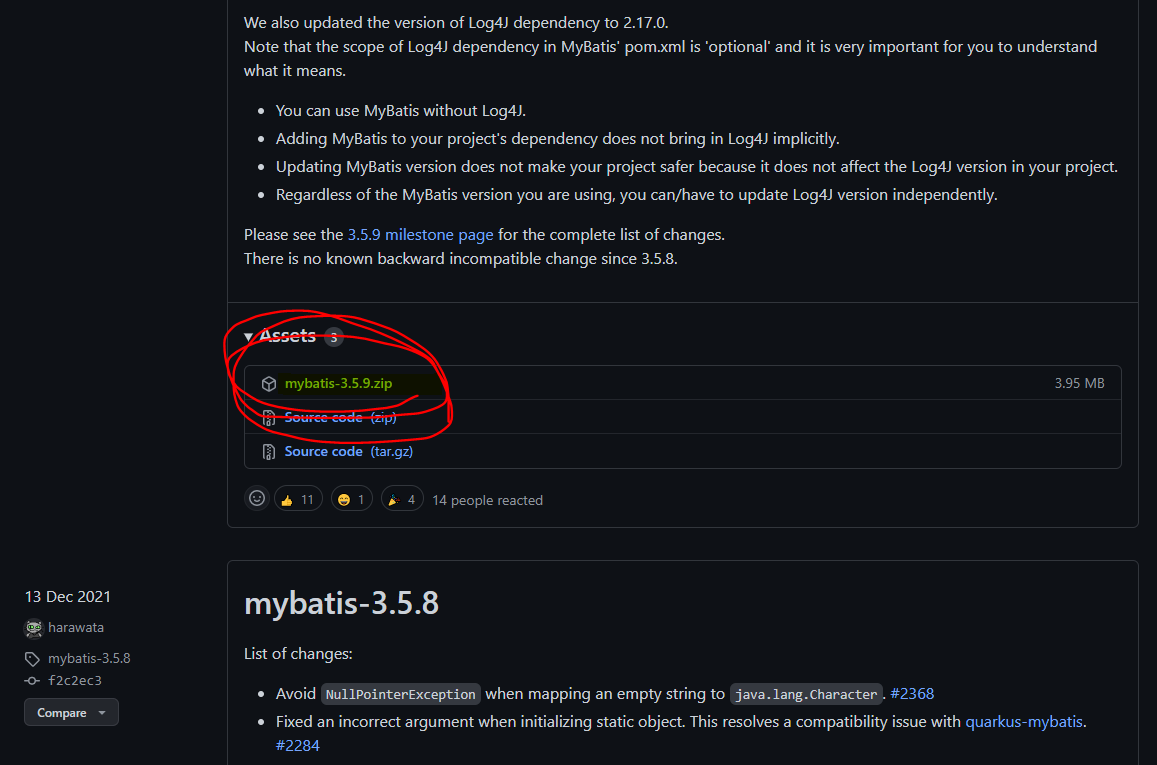 We also updated the version of Log4J dependency to 2.17.0.
Note that the scope of Log4J dependency in MyBatis' pom.xml is 'optional' and it is very important for you to understand
what it means.
You can use MyBatis without Log4J.
Adding MyBatis to your project's dependency does not bring in Log4J implicitly.
Updating MyBatis version does not make your project safer because it does not affect the Log4J version in your project.
Regardless of the MyBatis version you are using, you can/have to update Log4J version independently.
Please see the 3.5.9 milestone page for the complete list of changes.
There is no known backward incompatible change since 3.5.8.
Assets 3
mybatis-3.5.9.zip 3.95 MB
Source code (zip)
Source code (tar.gz)
11 1 4 14 people reacted
13 Dec 2021
harawata
mybatis-3.5.8
f2c2ec3
Compare
mybatis-3.5.8
List of changes:
Avoid NullPointerException when mapping an empty string to java.lang.Character. #2368
Fixed an incorrect argument when initializing static object. This resolves a compatibility issue with quarkus-mybatis.
#2284